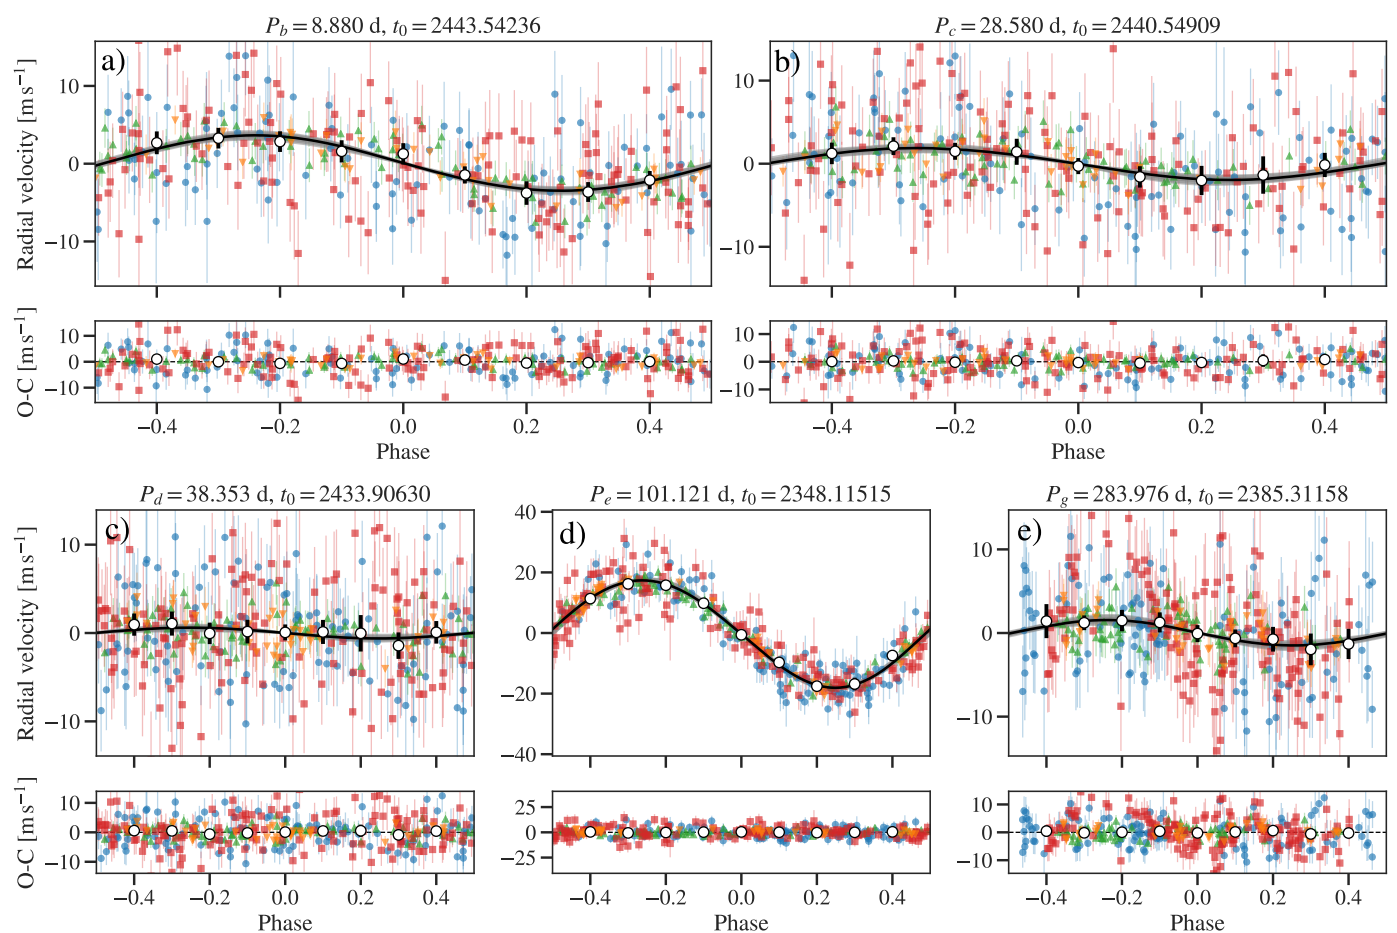 P_b = 8.880 d, t_0 = 2443.54236
P_c = 28.580 d, t_0 = 2440.54909
a)
b)
Radial velocity [m s⁻¹]
10
0
−10
10
0
−10
O-C [m s⁻¹]
10
0
−10
10
0
−10
−0.4 −0.2 0.0 0.2 0.4
−0.4 −0.2 0.0 0.2 0.4
Phase
Phase
P_d = 38.353 d, t_0 = 2433.90630
P_e = 101.121 d, t_0 = 2348.11515
P_g = 283.976 d, t_0 = 2385.31158
c)
d)
e)
Radial velocity [m s⁻¹]
10
0
−10
40
20
0
−20
−40
10
0
−10
O-C [m s⁻¹]
10
0
−10
25
0
−25
10
0
−10
−0.4 −0.2 0.0 0.2 0.4
−0.4 −0.2 0.0 0.2 0.4
−0.4 −0.2 0.0 0.2 0.4
Phase
Phase
Phase